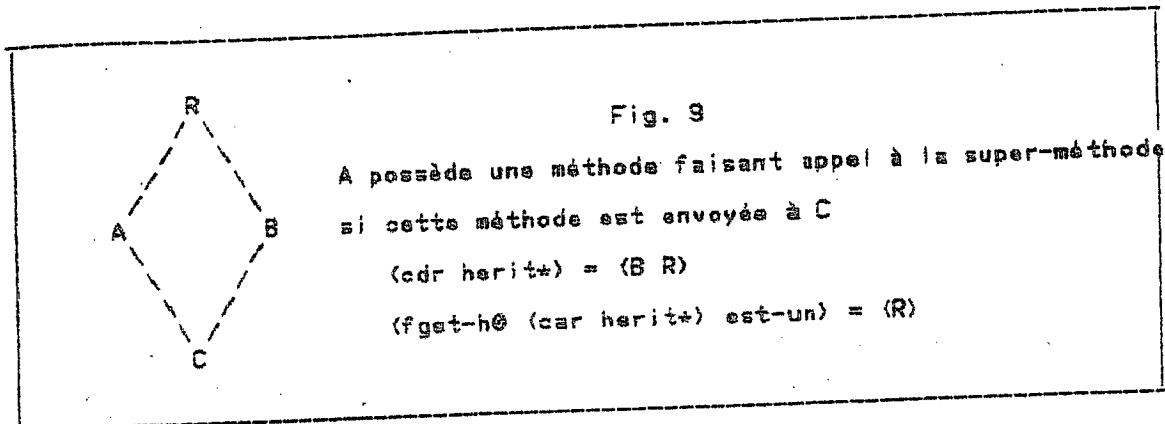 R
Fig. 9
A possède une méthode faisant appel à la super-méthode
A B
si cette méthode est envoyée à C
(cdr herit*) = (B R)
(fget-h@ (car herit*) est-un) = (R)
C